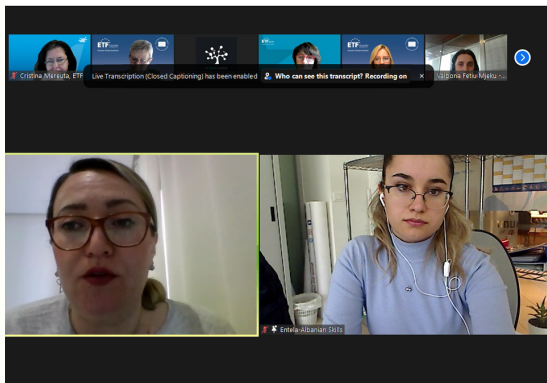 ETF
ETF
ETF
ETF
Cristina Mereuta, ETF
Live Transcription (Closed Captioning) has been enabled
Who can see this transcript? Recording on
Valbona Fetiu-Mjeku -...
Entela-Albanian Skills